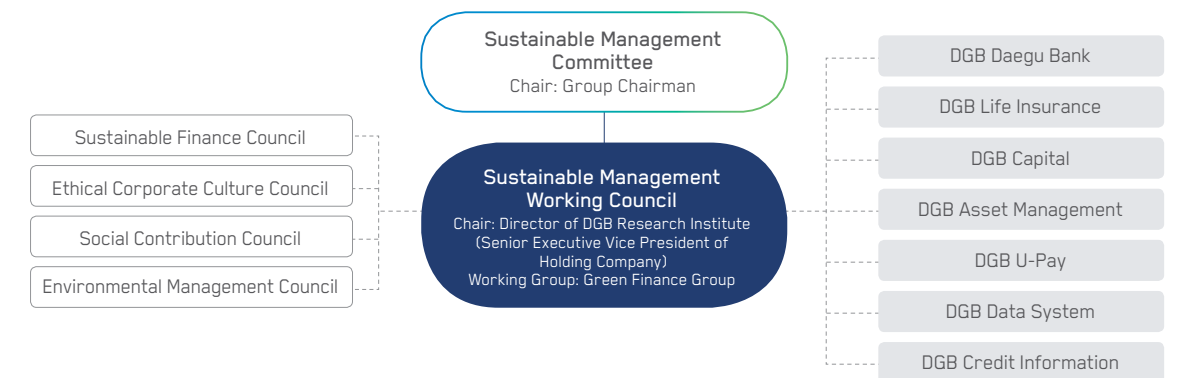 Sustainable Management
Committee
Chair: Group Chairman
Sustainable Finance Council
Ethical Corporate Culture Council
Social Contribution Council
Environmental Management Council
Sustainable Management
Working Council
Chair: Director of DGB Research Institute
(Senior Executive Vice President of
Holding Company)
Working Group: Green Finance Group
DGB Daegu Bank
DGB Life Insurance
DGB Capital
DGB Asset Management
DGB U-Pay
DGB Data System
DGB Credit Information